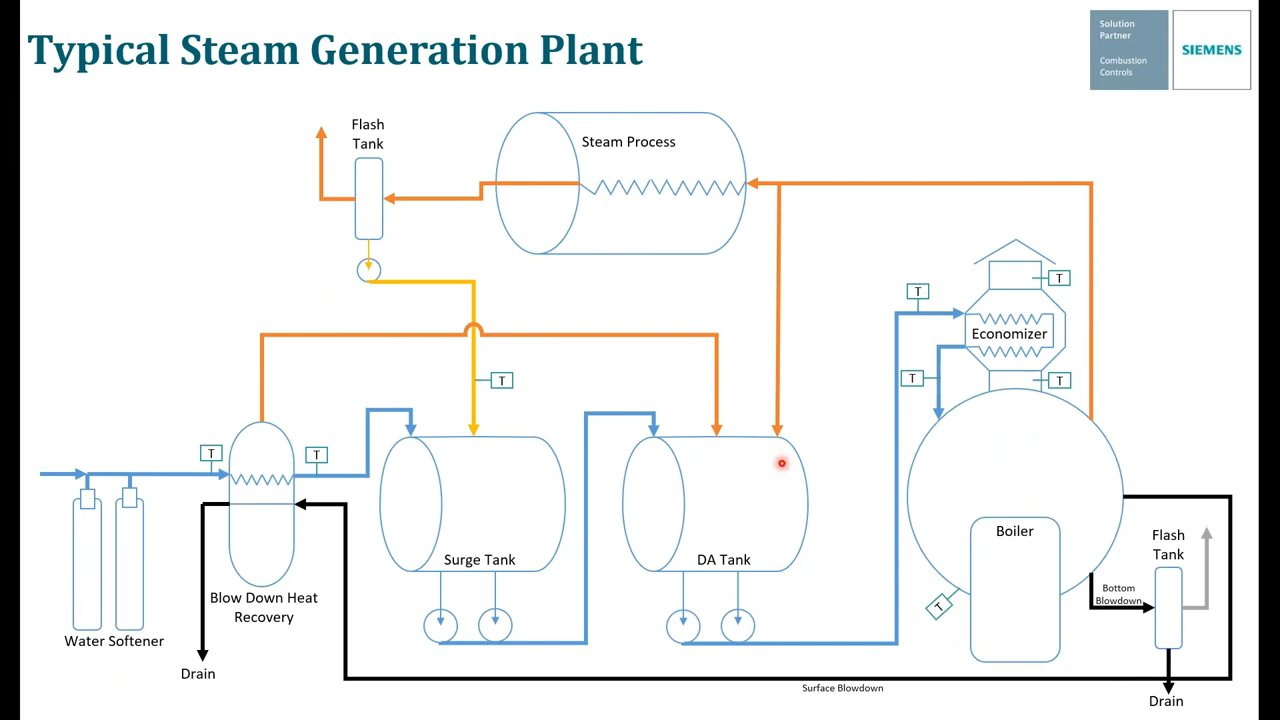 Typical Steam Generation Plant
Solution
Partner
Combustion
Controls
SIEMENS
Flash
Tank
Steam Process
T
T
Economizer
T
T
T
T
T
Surge Tank
DA Tank
Boiler
Flash
Tank
Bottom
Blowdown
T
Blow Down Heat
Recovery
Water Softener
Drain
Surface Blowdown
Drain